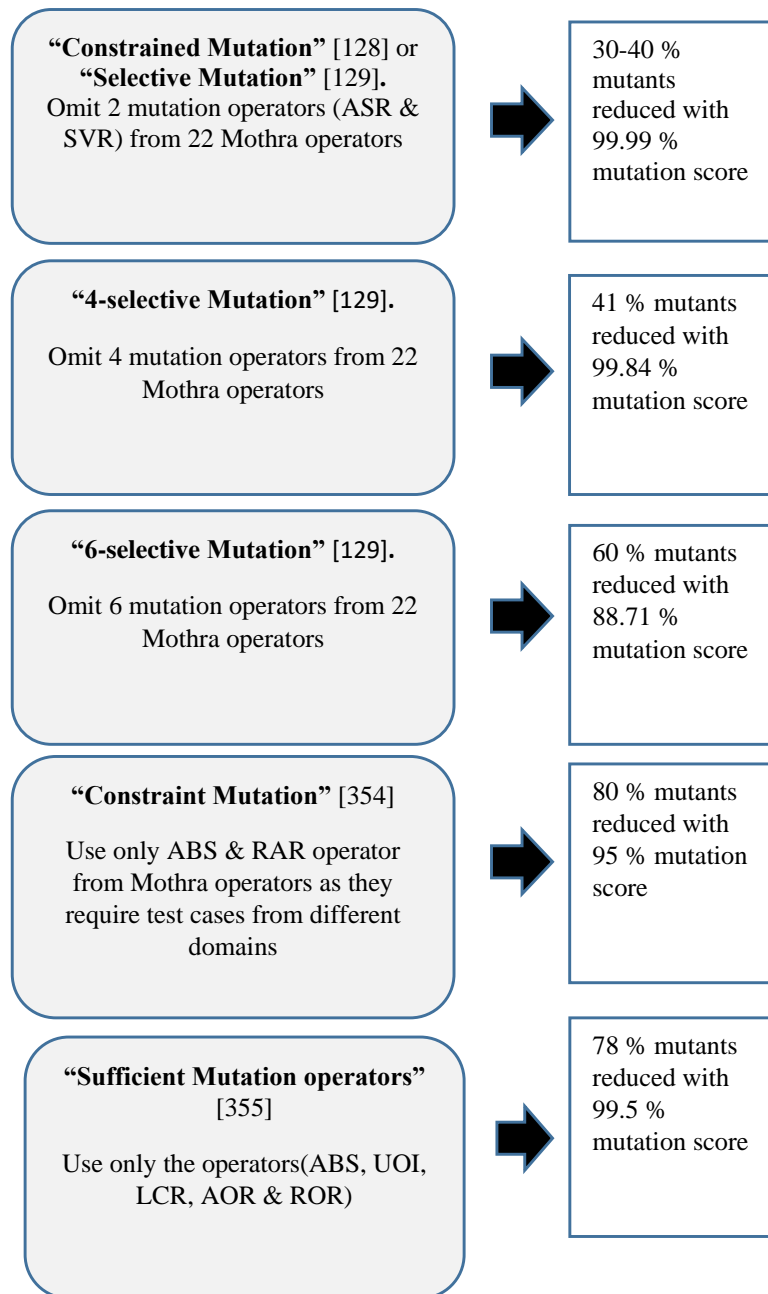 “Constrained Mutation” [128] or
“Selective Mutation” [129].
Omit 2 mutation operators (ASR &
SVR) from 22 Mothra operators
30-40 %
mutants
reduced with
99.99 %
mutation score
“4-selective Mutation” [129].
Omit 4 mutation operators from 22
Mothra operators
41 % mutants
reduced with
99.84 %
mutation score
“6-selective Mutation” [129].
Omit 6 mutation operators from 22
Mothra operators
60 % mutants
reduced with
88.71 %
mutation score
“Constraint Mutation” [354]
Use only ABS & RAR operator
from Mothra operators as they
require test cases from different
domains
80 % mutants
reduced with
95 % mutation
score
“Sufficient Mutation operators”
[355]
Use only the operators(ABS, UOI,
LCR, AOR & ROR)
78 % mutants
reduced with
99.5 %
mutation score